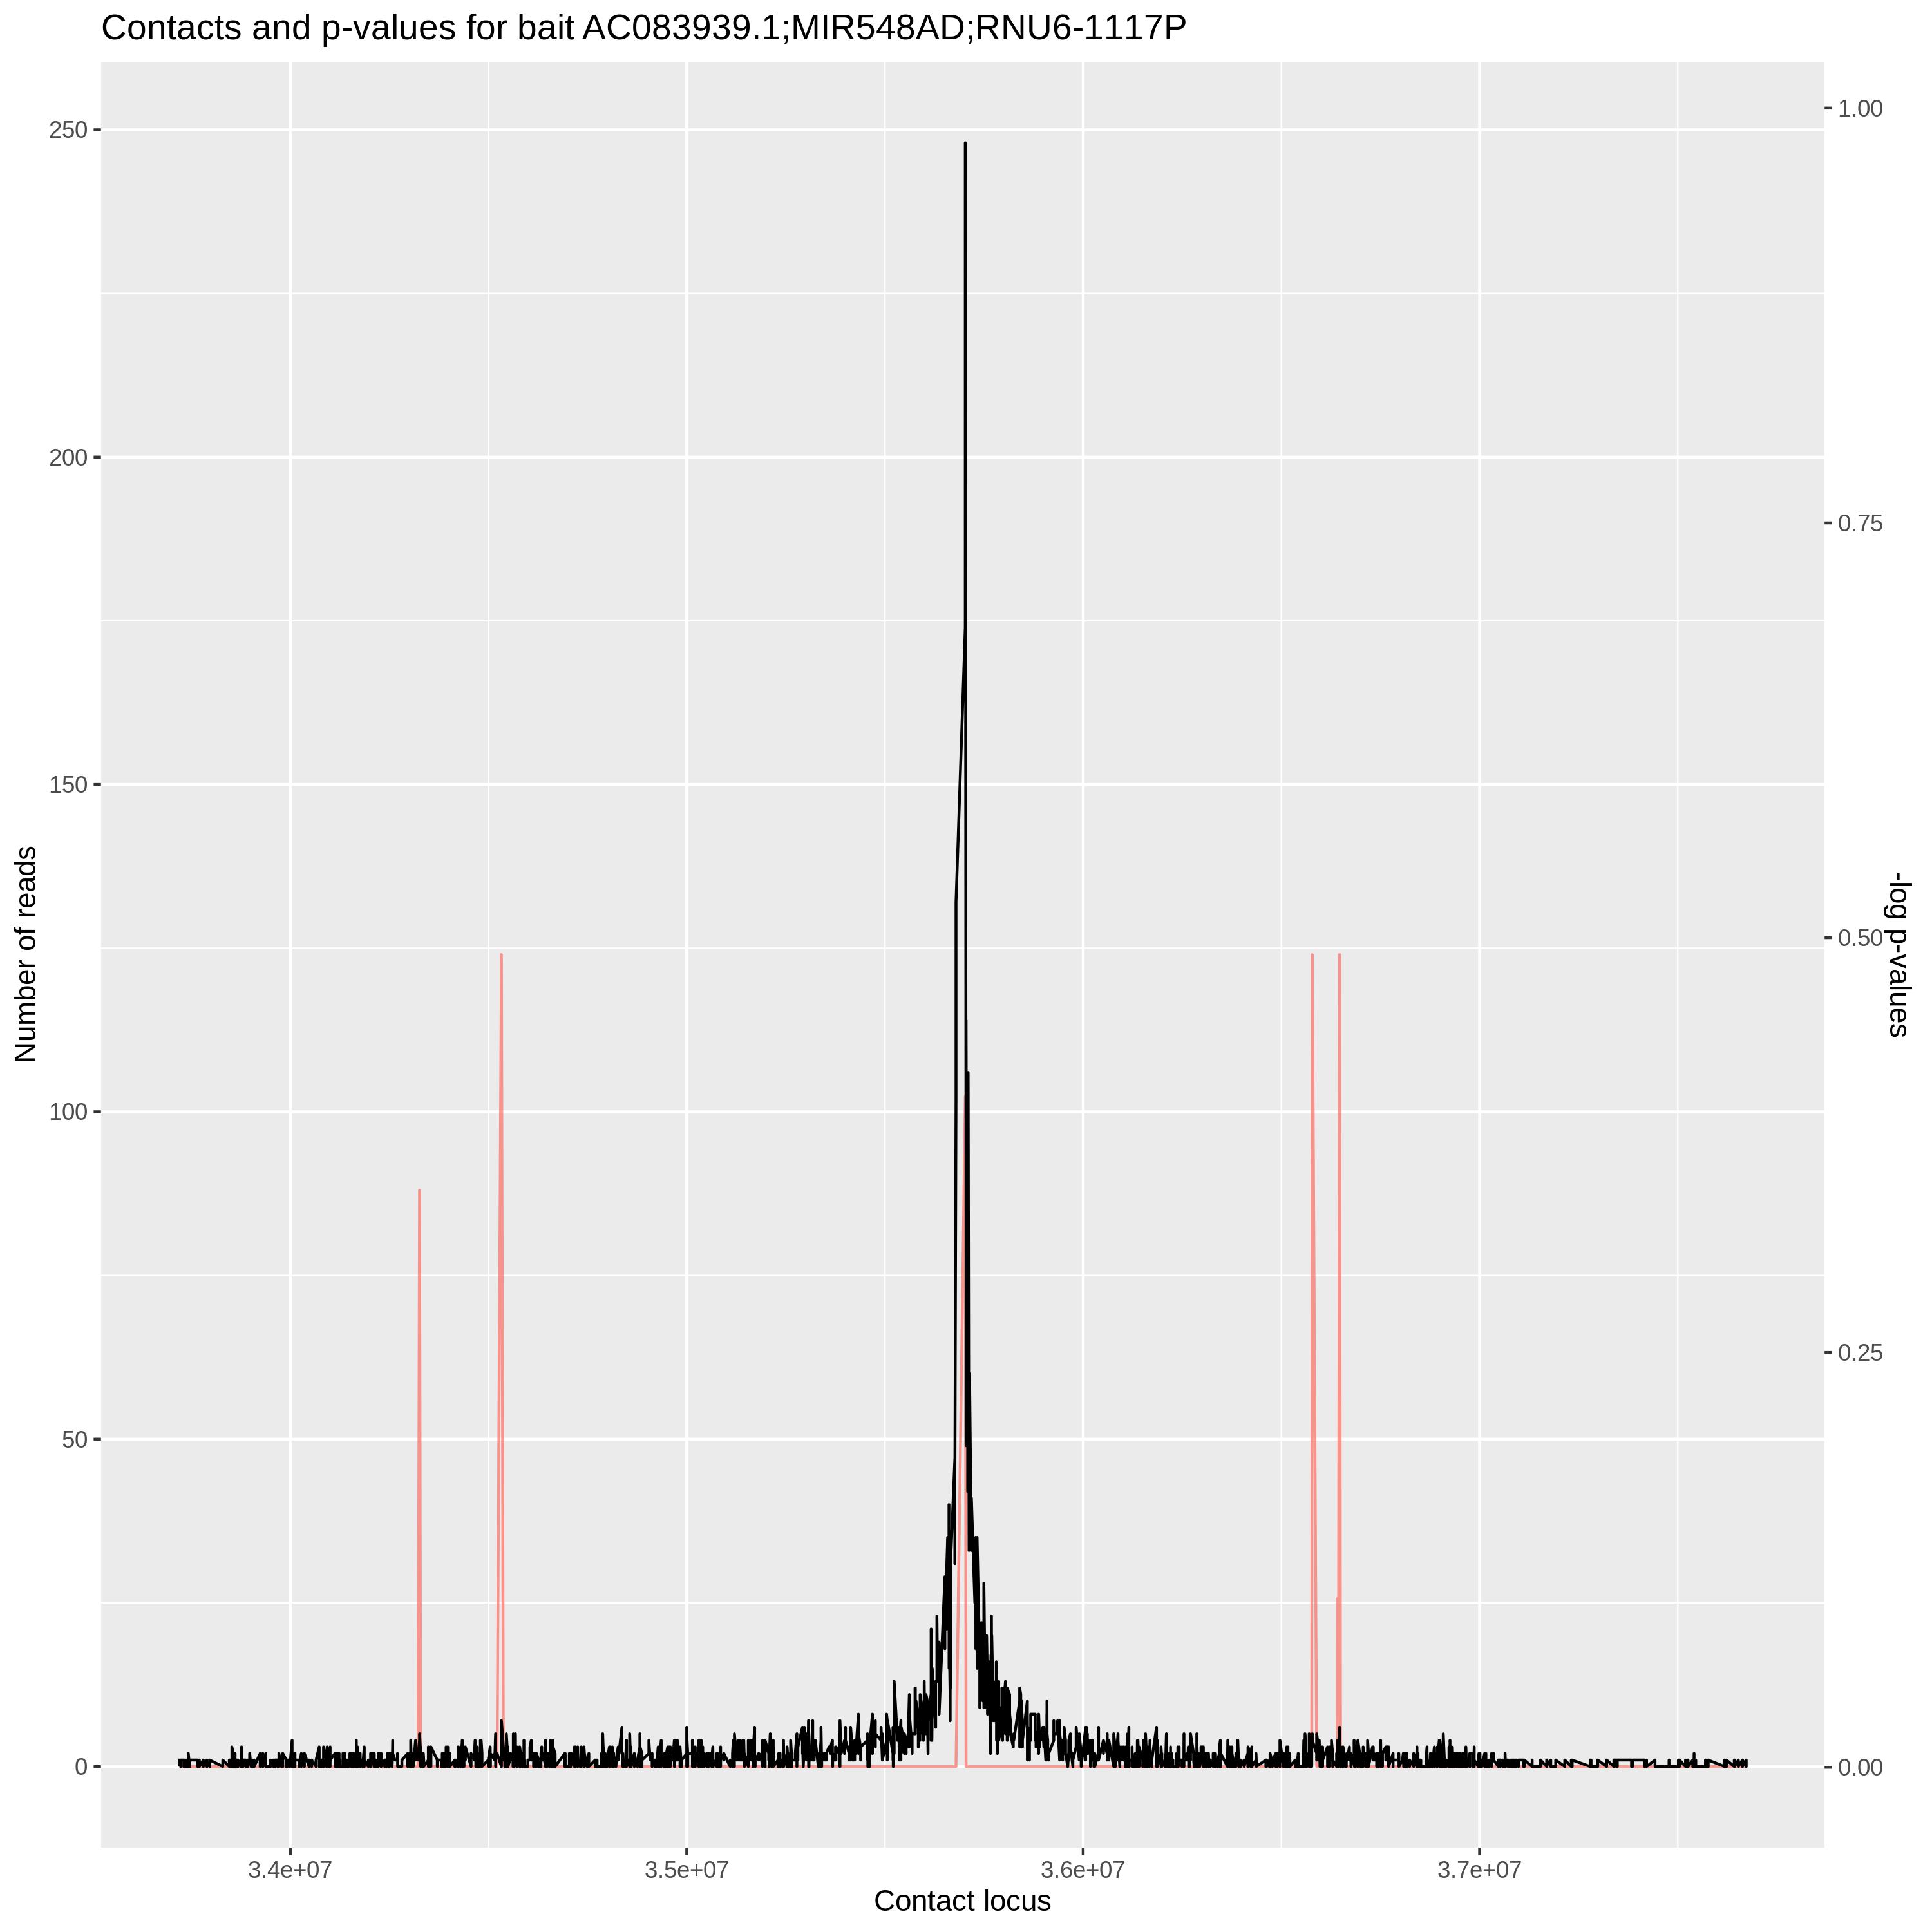 Contacts and p-values for bait AC083939.1;MIR548AD;RNU6-1117P
250
200
150
100
50
0
Number of reads
1.00
0.75
0.50
0.25
0.00
-log p-values
3.4e+07
3.5e+07
3.6e+07
3.7e+07
Contact locus